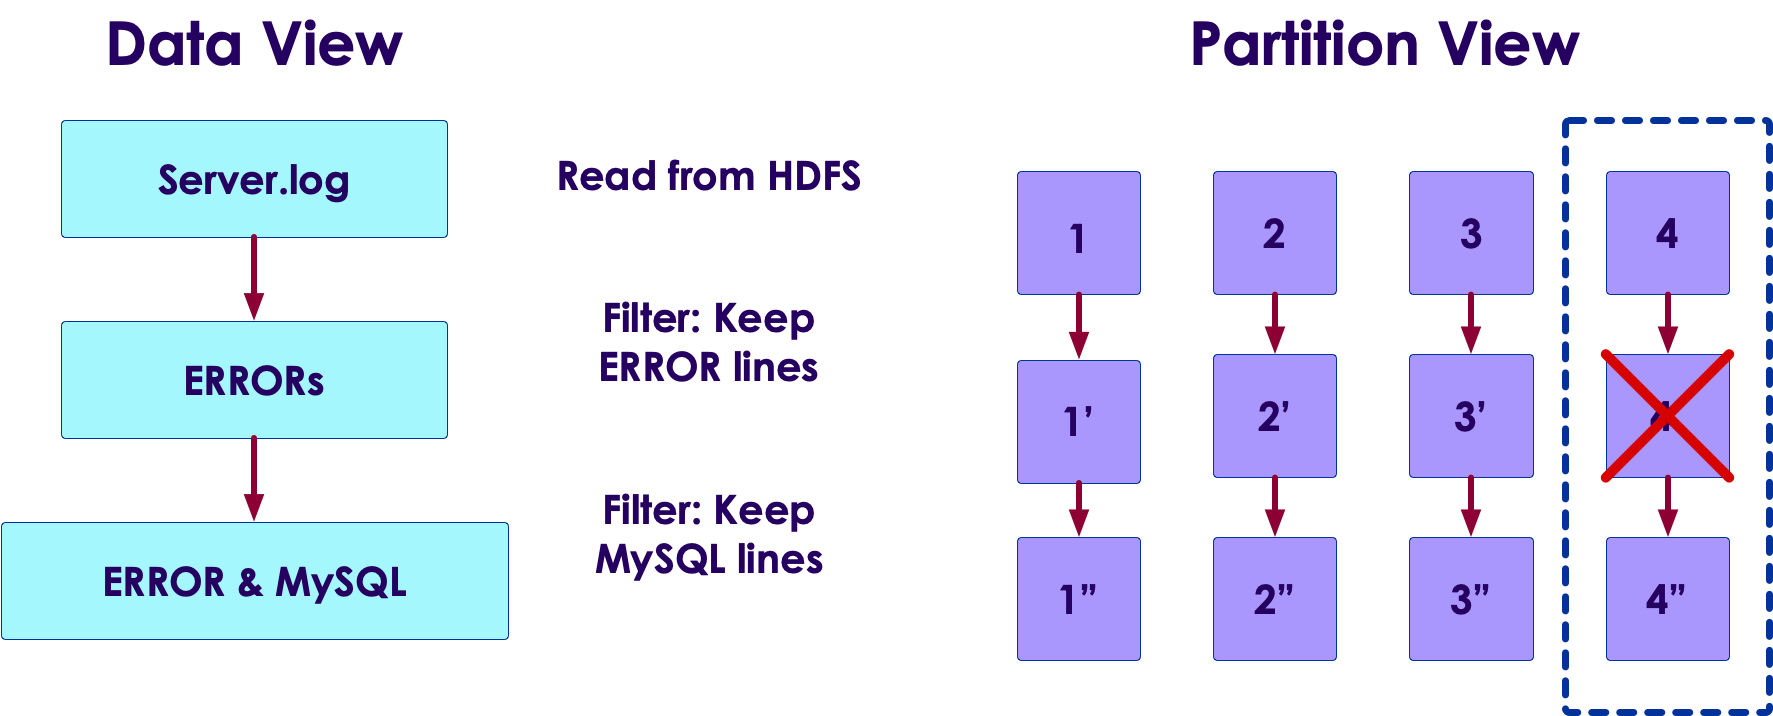 Data View
Partition View
Server.log
Read from HDFS
1
2
3
4
Filter: Keep
ERROR lines
ERRORs
1’
2’
3’
4
Filter: Keep
MySQL lines
ERROR & MySQL
1”
2”
3”
4”